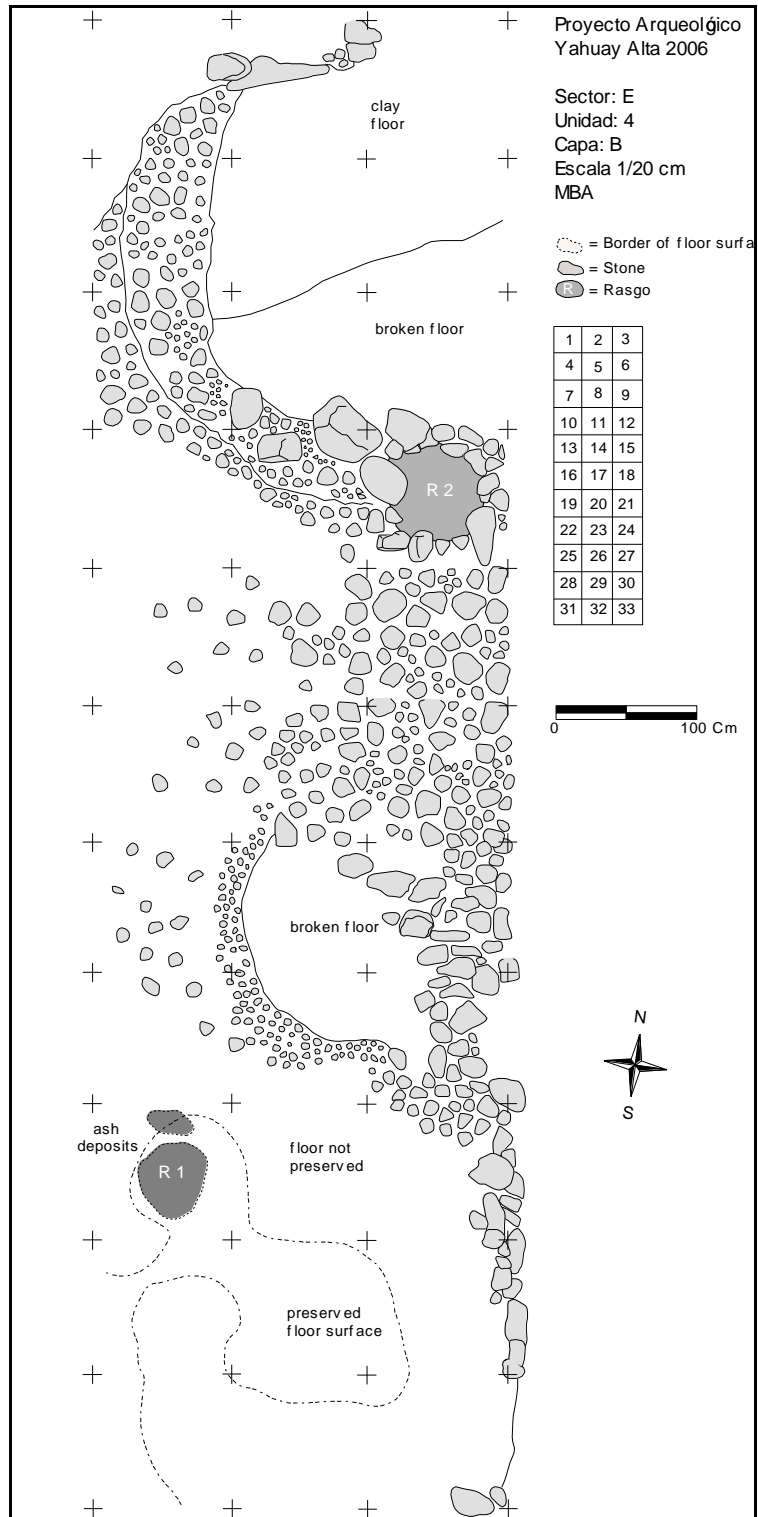 Proyecto Arqueológico
Yahuay Alta 2006
Sector: E
Unidad: 4
Capa: B
Escala 1/20 cm
MBA
= Border of floor surfa
= Stone
R = Rasgo
1 2 3
4 5 6
7 8 9
10 11 12
13 14 15
16 17 18
19 20 21
22 23 24
25 26 27
28 29 30
31 32 33
0 100 Cm
N
S
clay
floor
broken floor
R 2
broken floor
ash
deposits
R 1
floor not
preserved
preserved
floor surface